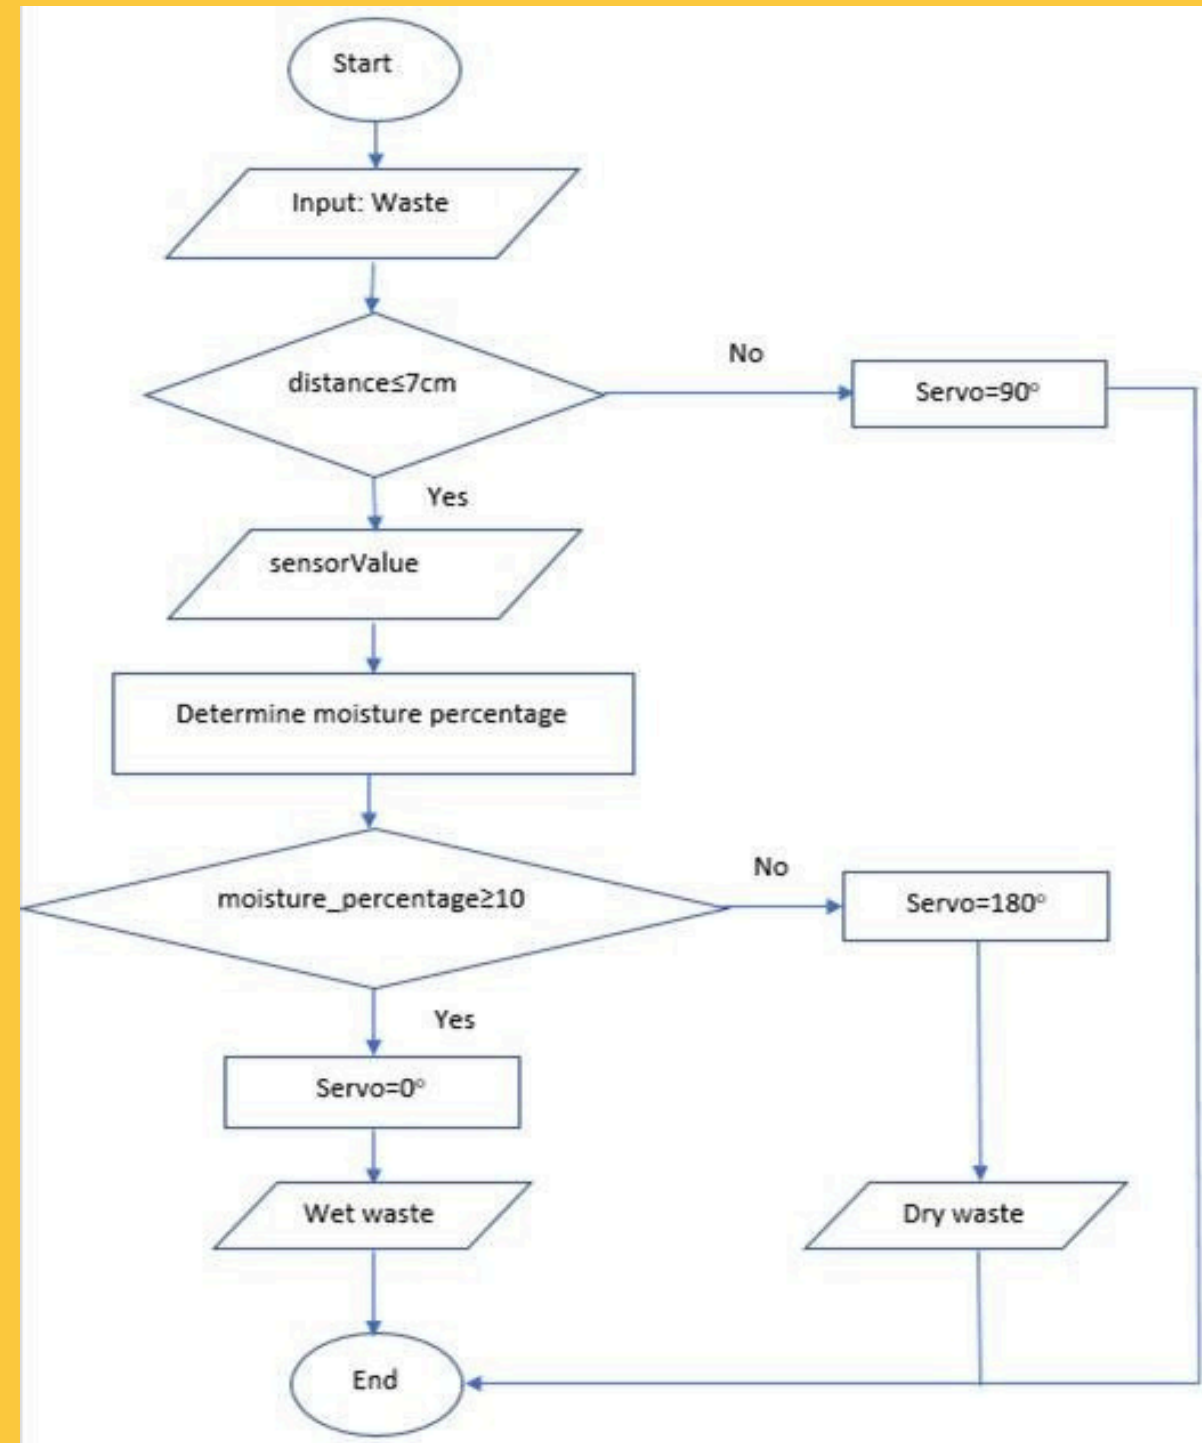 Start
Input: Waste
distance≤7cm
No
Servo=90°
Yes
sensorValue
Determine moisture percentage
moisture_percentage≥10
No
Servo=180°
Yes
Servo=0°
Wet waste
Dry waste
End